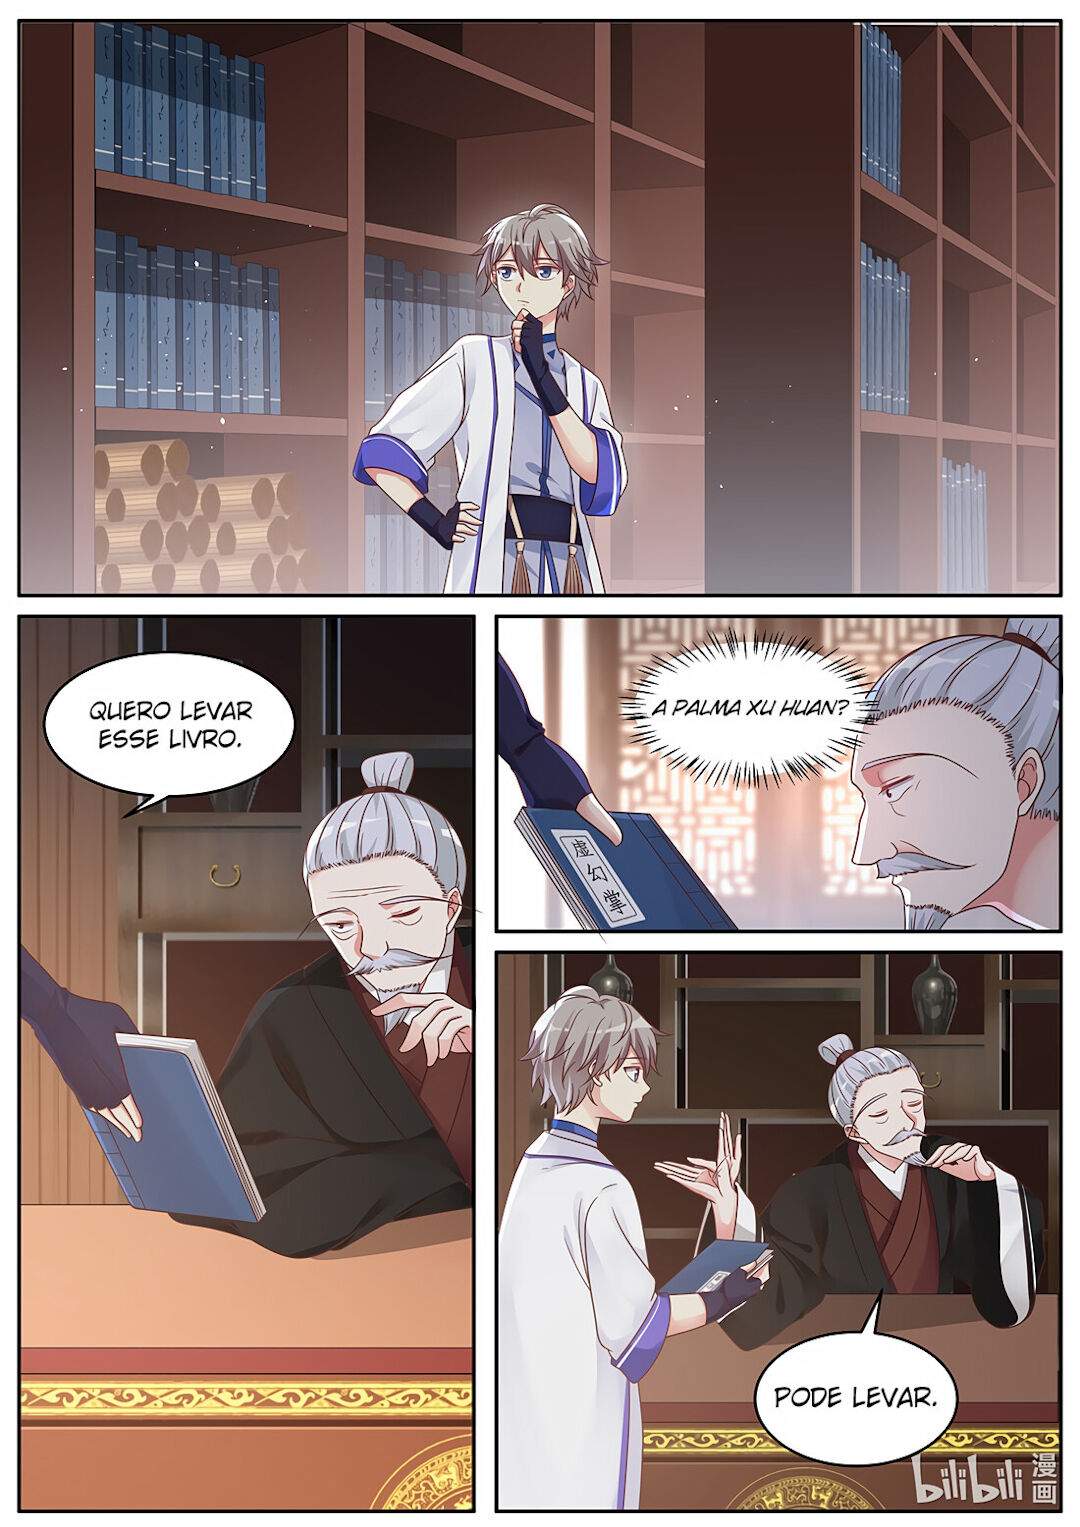 QUERO LEVAR
ESSE LIVRO.
A PALMA XU HUAN?
虚幻掌
PODE LEVAR.
bilibili
漫画